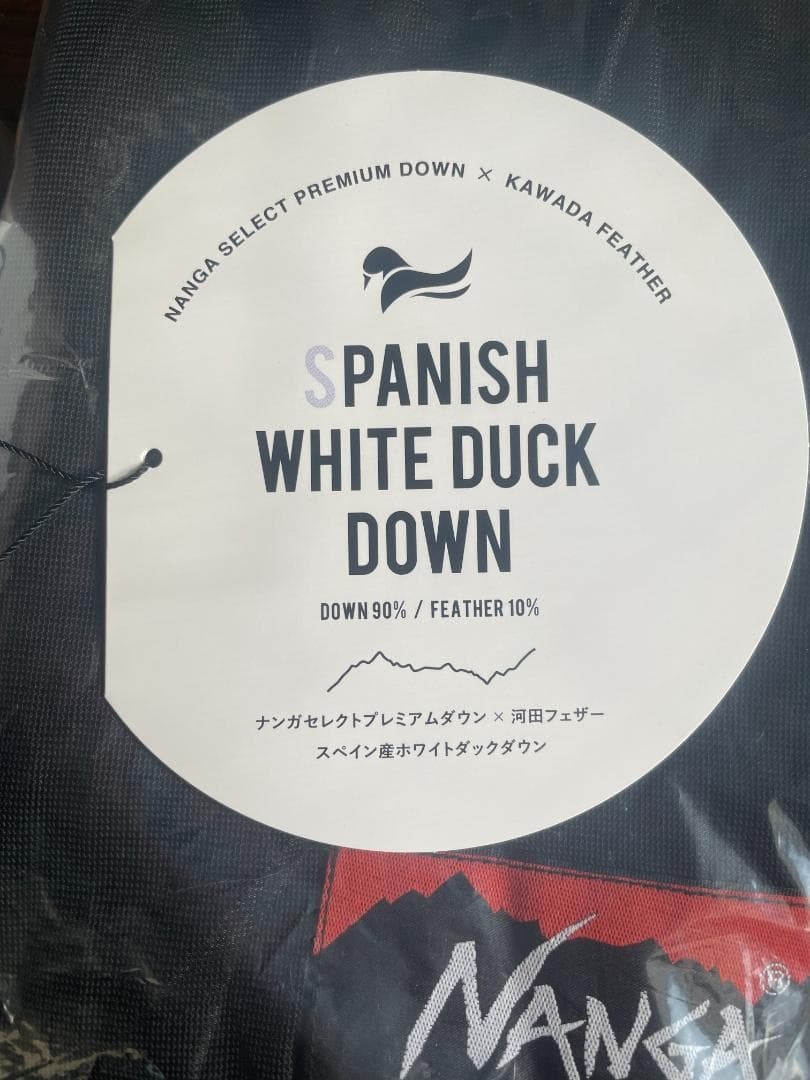 NANGA SELECT PREMIUM DOWN × KAWADA FEATHER
SPANISH
WHITE DUCK
DOWN
DOWN 90% / FEATHER 10%
ナンガセレクトプレミアムダウン × 河田フェザー
スペイン産ホワイトダックダウン
NANGA®